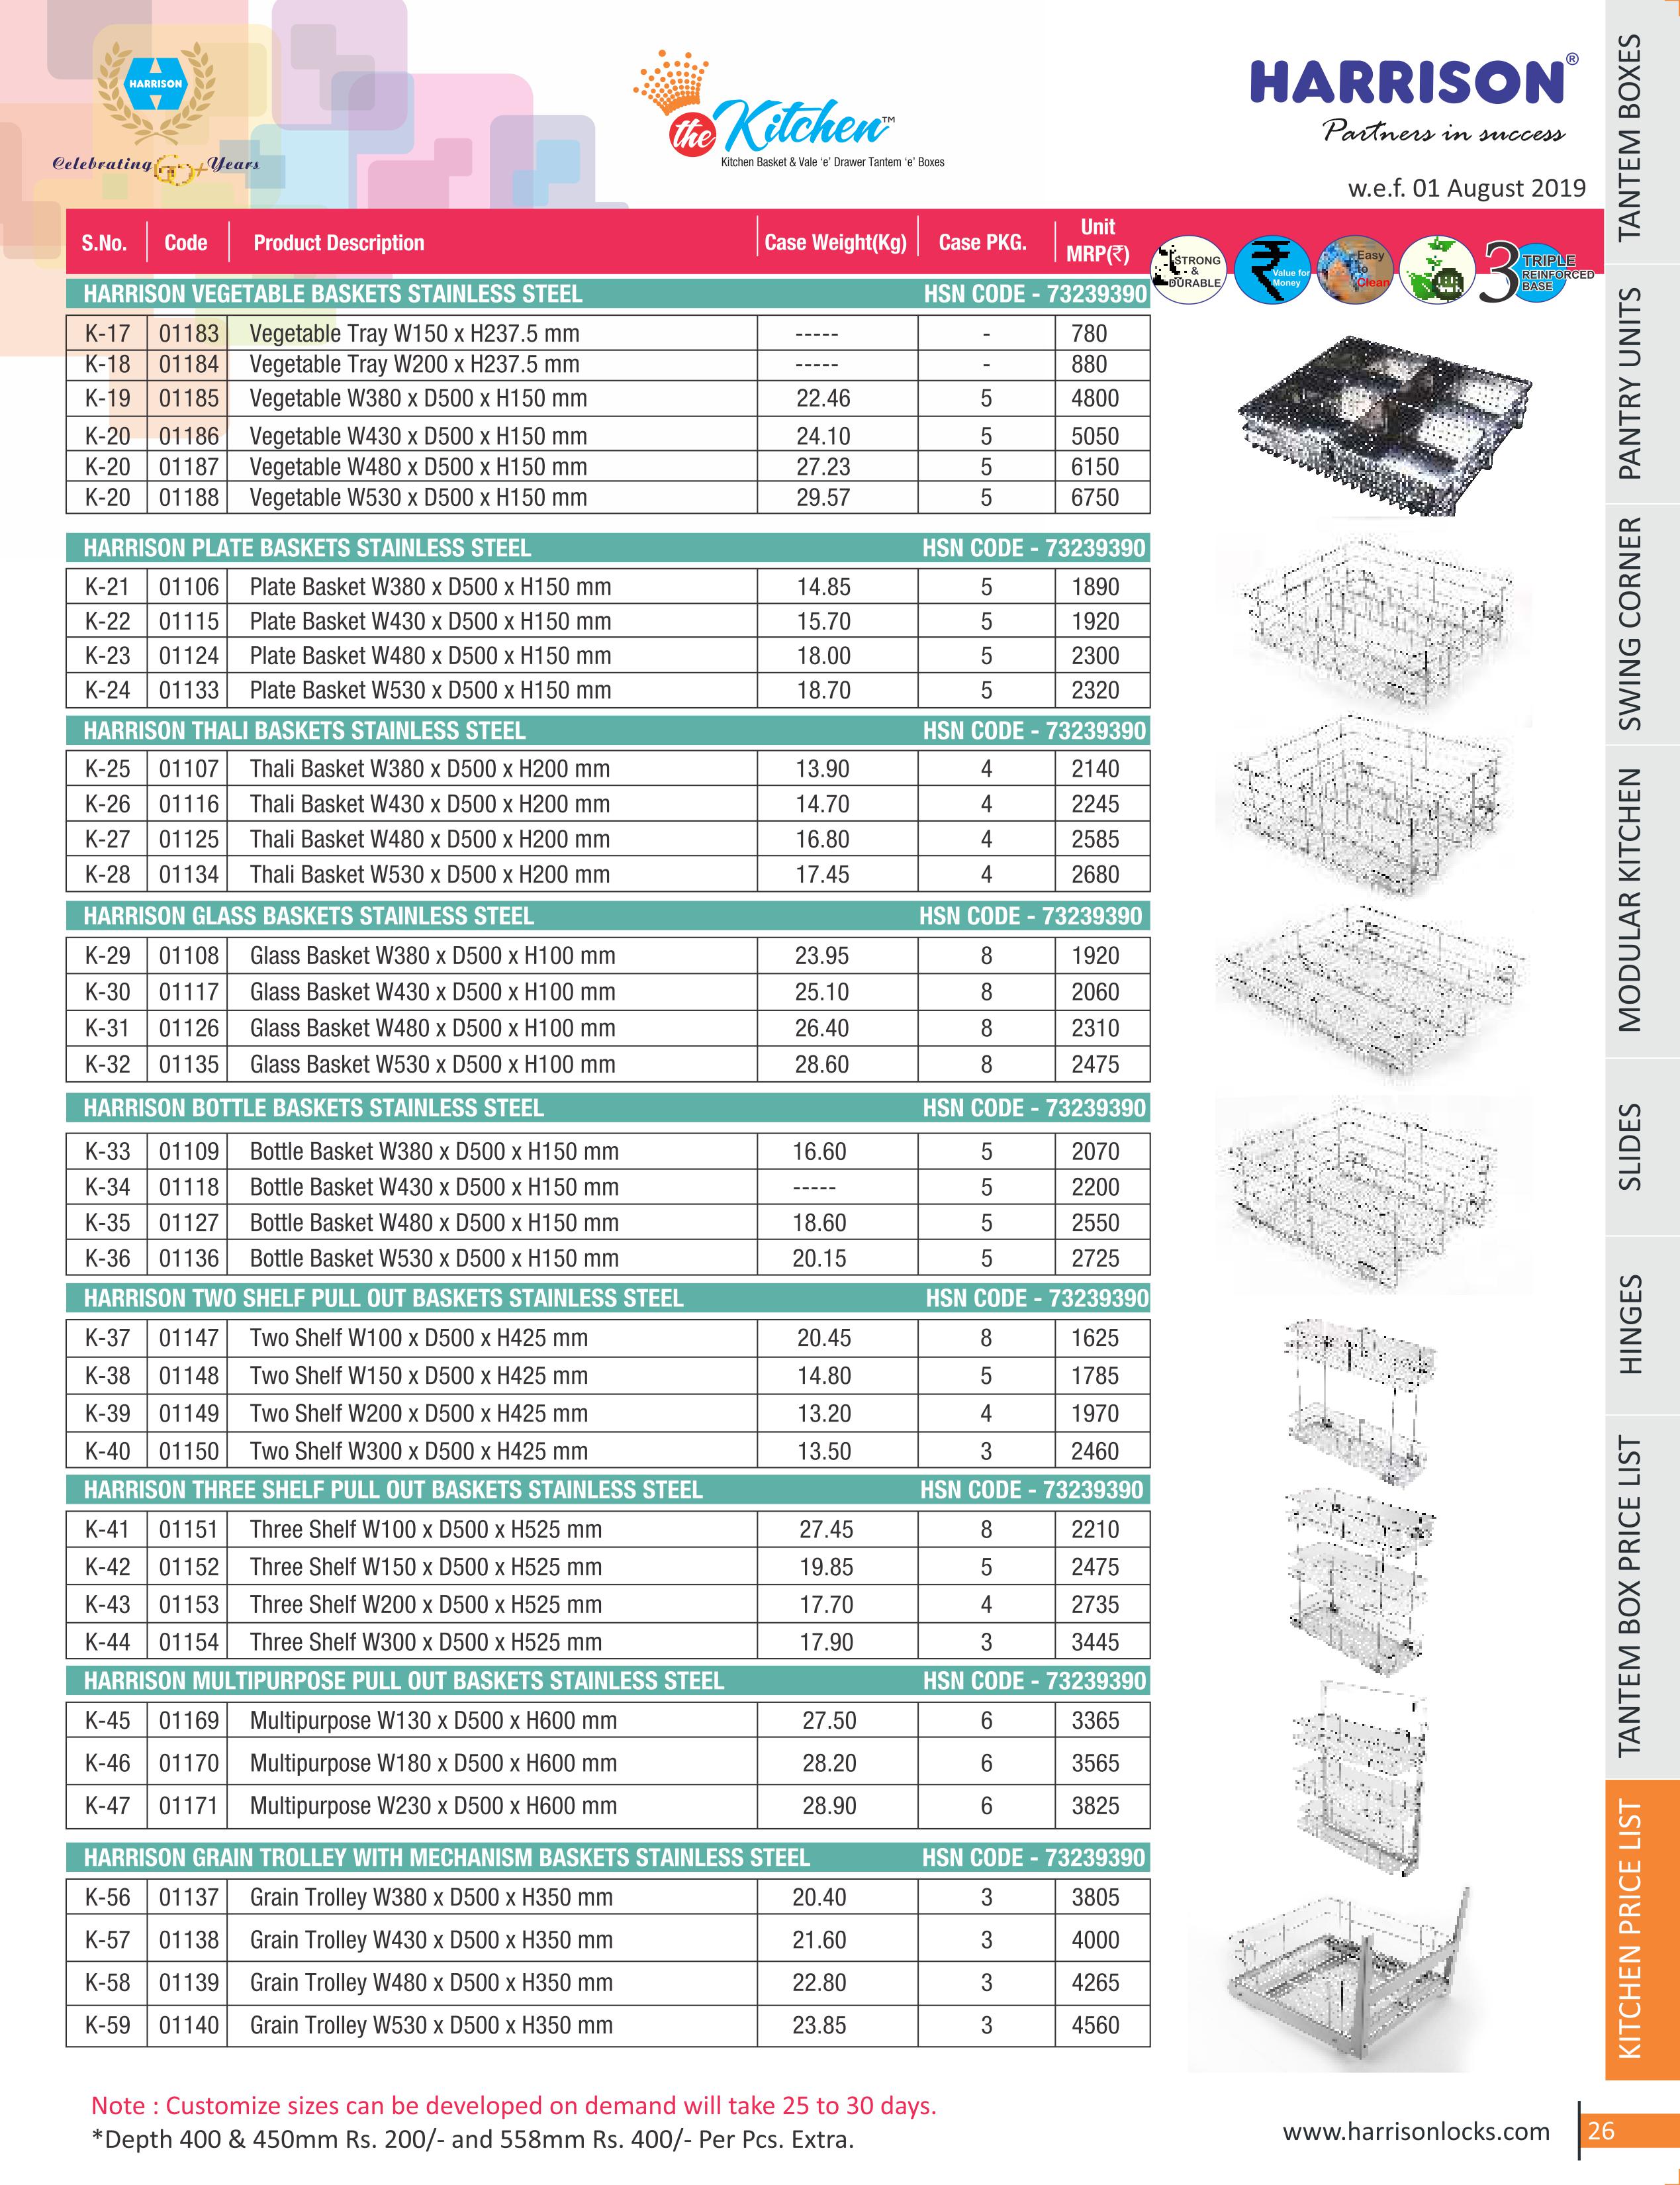 HARRISON
Celebrating 60+ Years
the Kitchen™
Kitchen Basket & Vale 'e' Drawer Tantem 'e' Boxes
HARRISON®
Partners in success
w.e.f. 01 August 2019
S.No. Code Product Description Case Weight(Kg) Case PKG. Unit MRP(₹)
STRONG & DURABLE
Value for Money
Easy to Clean
3 TRIPLE REINFORCED BASE
HARRISON VEGETABLE BASKETS STAINLESS STEEL HSN CODE - 73239390
K-17 01183 Vegetable Tray W150 x H237.5 mm ----- - 780
K-18 01184 Vegetable Tray W200 x H237.5 mm ----- - 880
K-19 01185 Vegetable W380 x D500 x H150 mm 22.46 5 4800
K-20 01186 Vegetable W430 x D500 x H150 mm 24.10 5 5050
K-20 01187 Vegetable W480 x D500 x H150 mm 27.23 5 6150
K-20 01188 Vegetable W530 x D500 x H150 mm 29.57 5 6750
HARRISON PLATE BASKETS STAINLESS STEEL HSN CODE - 73239390
K-21 01106 Plate Basket W380 x D500 x H150 mm 14.85 5 1890
K-22 01115 Plate Basket W430 x D500 x H150 mm 15.70 5 1920
K-23 01124 Plate Basket W480 x D500 x H150 mm 18.00 5 2300
K-24 01133 Plate Basket W530 x D500 x H150 mm 18.70 5 2320
HARRISON THALI BASKETS STAINLESS STEEL HSN CODE - 73239390
K-25 01107 Thali Basket W380 x D500 x H200 mm 13.90 4 2140
K-26 01116 Thali Basket W430 x D500 x H200 mm 14.70 4 2245
K-27 01125 Thali Basket W480 x D500 x H200 mm 16.80 4 2585
K-28 01134 Thali Basket W530 x D500 x H200 mm 17.45 4 2680
HARRISON GLASS BASKETS STAINLESS STEEL HSN CODE - 73239390
K-29 01108 Glass Basket W380 x D500 x H100 mm 23.95 8 1920
K-30 01117 Glass Basket W430 x D500 x H100 mm 25.10 8 2060
K-31 01126 Glass Basket W480 x D500 x H100 mm 26.40 8 2310
K-32 01135 Glass Basket W530 x D500 x H100 mm 28.60 8 2475
HARRISON BOTTLE BASKETS STAINLESS STEEL HSN CODE - 73239390
K-33 01109 Bottle Basket W380 x D500 x H150 mm 16.60 5 2070
K-34 01118 Bottle Basket W430 x D500 x H150 mm ----- 5 2200
K-35 01127 Bottle Basket W480 x D500 x H150 mm 18.60 5 2550
K-36 01136 Bottle Basket W530 x D500 x H150 mm 20.15 5 2725
HARRISON TWO SHELF PULL OUT BASKETS STAINLESS STEEL HSN CODE - 73239390
K-37 01147 Two Shelf W100 x D500 x H425 mm 20.45 8 1625
K-38 01148 Two Shelf W150 x D500 x H425 mm 14.80 5 1785
K-39 01149 Two Shelf W200 x D500 x H425 mm 13.20 4 1970
K-40 01150 Two Shelf W300 x D500 x H425 mm 13.50 3 2460
HARRISON THREE SHELF PULL OUT BASKETS STAINLESS STEEL HSN CODE - 73239390
K-41 01151 Three Shelf W100 x D500 x H525 mm 27.45 8 2210
K-42 01152 Three Shelf W150 x D500 x H525 mm 19.85 5 2475
K-43 01153 Three Shelf W200 x D500 x H525 mm 17.70 4 2735
K-44 01154 Three Shelf W300 x D500 x H525 mm 17.90 3 3445
HARRISON MULTIPURPOSE PULL OUT BASKETS STAINLESS STEEL HSN CODE - 73239390
K-45 01169 Multipurpose W130 x D500 x H600 mm 27.50 6 3365
K-46 01170 Multipurpose W180 x D500 x H600 mm 28.20 6 3565
K-47 01171 Multipurpose W230 x D500 x H600 mm 28.90 6 3825
HARRISON GRAIN TROLLEY WITH MECHANISM BASKETS STAINLESS STEEL HSN CODE - 73239390
K-56 01137 Grain Trolley W380 x D500 x H350 mm 20.40 3 3805
K-57 01138 Grain Trolley W430 x D500 x H350 mm 21.60 3 4000
K-58 01139 Grain Trolley W480 x D500 x H350 mm 22.80 3 4265
K-59 01140 Grain Trolley W530 x D500 x H350 mm 23.85 3 4560
Note : Customize sizes can be developed on demand will take 25 to 30 days.
*Depth 400 & 450mm Rs. 200/- and 558mm Rs. 400/- Per Pcs. Extra.
www.harrisonlocks.com
26
TANTEM BOXES
PANTRY UNITS
SWING CORNER
MODULAR KITCHEN
SLIDES
HINGES
TANTEM BOX PRICE LIST
KITCHEN PRICE LIST